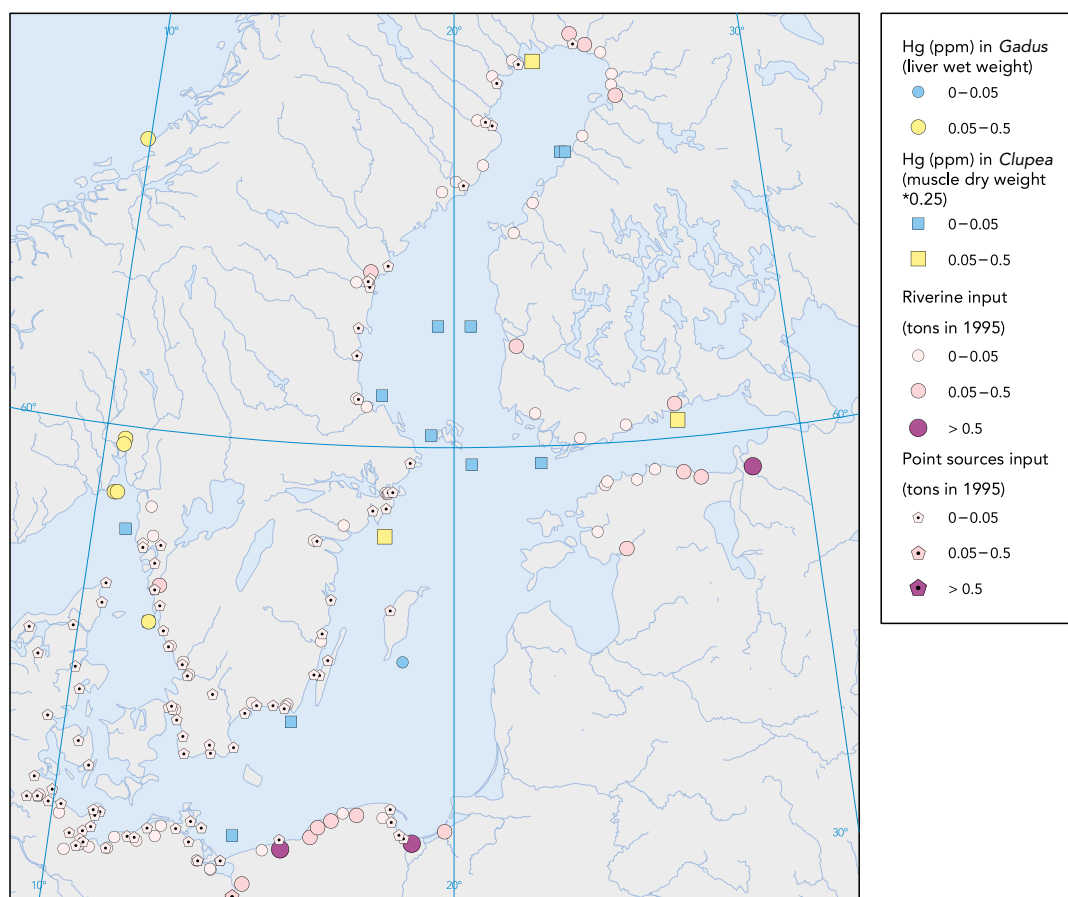 10°
20°
30°
60°
60°
30°
10°
20°
Hg (ppm) in Gadus
(liver wet weight)
0–0.05
0.05–0.5
Hg (ppm) in Clupea
(muscle dry weight
*0.25)
0–0.05
0.05–0.5
Riverine input
(tons in 1995)
0–0.05
0.05–0.5
> 0.5
Point sources input
(tons in 1995)
0–0.05
0.05–0.5
> 0.5